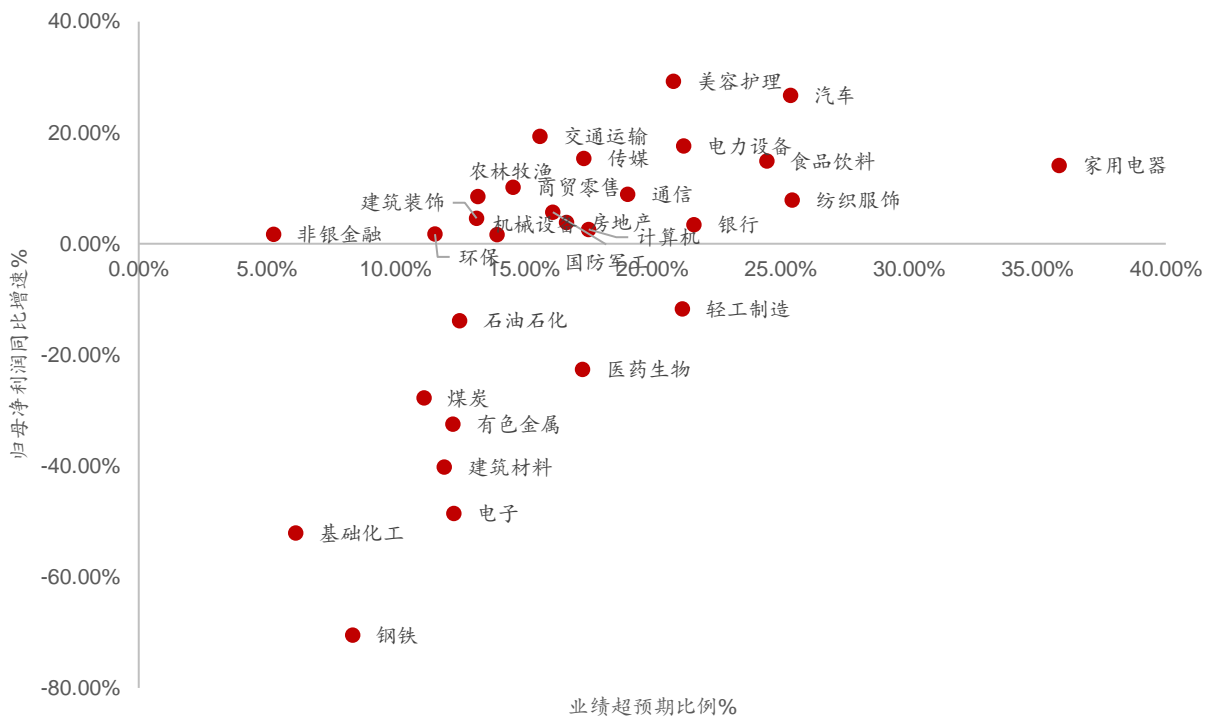 40.00%
美容护理
汽车
20.00%
交通运输
电力设备
传媒
食品饮料
家用电器
农林牧渔
商贸零售
通信
建筑装饰
纺织服饰
机械设备
房地产
银行
非银金融
计算机
0.00%
环保
国防军工
0.00%
5.00%
10.00%
15.00%
20.00%
25.00%
30.00%
35.00%
40.00%
轻工制造
石油石化
-20.00%
医药生物
煤炭
有色金属
-40.00%
建筑材料
电子
基础化工
-60.00%
钢铁
-80.00%
归母净利润同比增速%
业绩超预期比例%